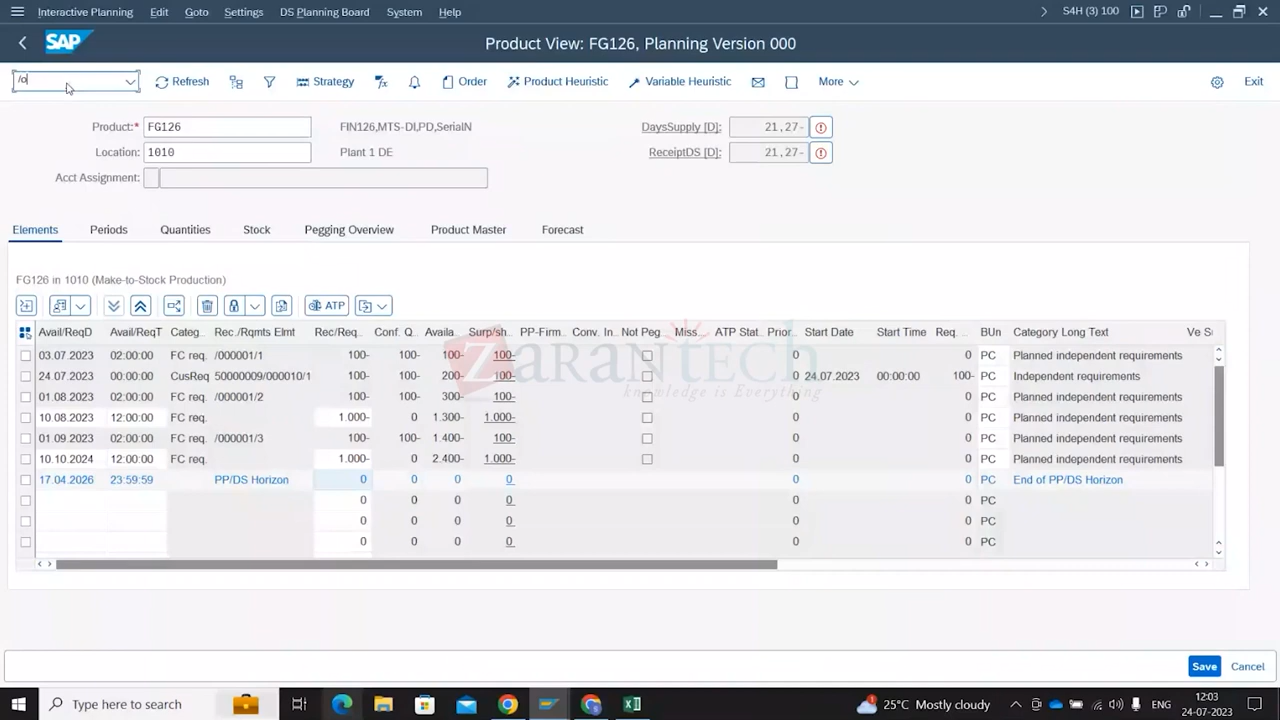 Interactive Planning Edit Goto Settings DS Planning Board System Help S4H (3) 100
SAP Product View: FG126, Planning Version 000
/o Refresh Strategy Order Product Heuristic Variable Heuristic More Exit
Product:* FG126 FIN126,MTS-DI,PD,SerialN DaysSupply [D]: 21,27-
Location: 1010 Plant 1 DE ReceiptDS [D]: 21,27-
Acct Assignment:
Elements Periods Quantities Stock Pegging Overview Product Master Forecast
FG126 in 1010 (Make-to-Stock Production)
ATP
Avail/ReqD Avail/ReqT Categ... Rec./Rqmts Elmt Rec/Req... Conf. Q... Availa... Surp/sh... PP-Firm... Conv. In... Not Peg... Miss... ATP Stat... Prior... Start Date Start Time Req. ... BUn Category Long Text Ve S
03.07.2023 02:00:00 FC req. /000001/1 100- 100- 100- 100- 0 0 PC Planned independent requirements
24.07.2023 00:00:00 CusReq 50000009/000010/1 100- 100- 200- 100- 0 24.07.2023 00:00:00 100- PC Independent requirements
01.08.2023 02:00:00 FC req. /000001/2 100- 100- 300- 100- 0 0 PC Planned independent requirements
10.08.2023 12:00:00 FC req. 1.000- 0 1.300- 1.000- 0 0 PC Planned independent requirements
01.09.2023 02:00:00 FC req. /000001/3 100- 100- 1 400- 100- 0 0 PC Planned independent requirements
10.10.2024 12:00:00 FC req. 1.000- 0 2.400- 1.000- 0 0 PC Planned independent requirements
17.04.2026 23:59:59 PP/DS Horizon 0 0 0 0 0 0 PC End of PP/DS Horizon
0 0 0 0 0 0 PC
0 0 0 0 0 0 PC
0 0 0 0 0 0 PC
ZaranTech
knowledge is Everything
Save Cancel
Type here to search 25°C Mostly cloudy ENG 12:03
24-07-2023